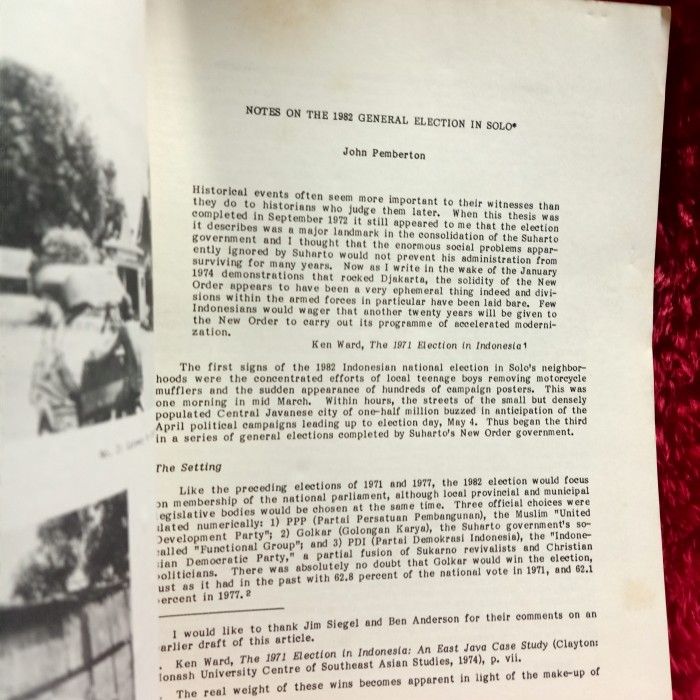 NOTES ON THE 1982 GENERAL ELECTION IN SOLO*
John Pemberton
Historical events often seem more important to their witnesses than
they do to historians who judge them later. When this thesis was
completed in September 1972 it still appeared to me that the election
it describes was a major landmark in the consolidation of the Suharto
government and I thought that the enormous social problems appar-
ently ignored by Suharto would not prevent his administration from
surviving for many years. Now as I write in the wake of the January
1974 demonstrations that rocked Djakarta, the solidity of the New
Order appears to have been a very ephemeral thing indeed and divi-
sions within the armed forces in particular have been laid bare. Few
Indonesians would wager that another twenty years will be given to
the New Order to carry out its programme of accelerated moderni-
zation.
Ken Ward, The 1971 Election in Indonesia1
The first signs of the 1982 Indonesian national election in Solo's neighbor-
hoods were the concentrated efforts of local teenage boys removing motorcycle
mufflers and the sudden appearance of hundreds of campaign posters. This was
one morning in mid March. Within hours, the streets of the small but densely
populated Central Javanese city of one-half million buzzed in anticipation of the
April political campaigns leading up to election day, May 4. Thus began the third
in a series of general elections completed by Suharto's New Order government.
The Setting
Like the preceding elections of 1971 and 1977, the 1982 election would focus
on membership of the national parliament, although local provincial and municipal
egislative bodies would be chosen at the same time. Three official choices were
lated numerically: 1) PPP (Partai Persatuan Pembangunan), the Muslim "United
Development Party"; 2) Golkar (Golongan Karya), the Suharto government's so-
alled "Functional Group"; and 3) PDI (Partai Demokrasi Indonesia), the "Indone-
ian Democratic Party," a partial fusion of Sukarno revivalists and Christian
oliticians. There was absolutely no doubt that Golkar would win the election,
ust as it had in the past with 62.8 percent of the national vote in 1971, and 62.1
ercent in 1977.2
I would like to thank Jim Siegel and Ben Anderson for their comments on an
arlier draft of this article.
. Ken Ward, The 1971 Election in Indonesia: An East Java Case Study (Clayton:
onash University Centre of Southeast Asian Studies, 1974), p. vii.
. The real weight of these wins becomes apparent in light of the make-up of